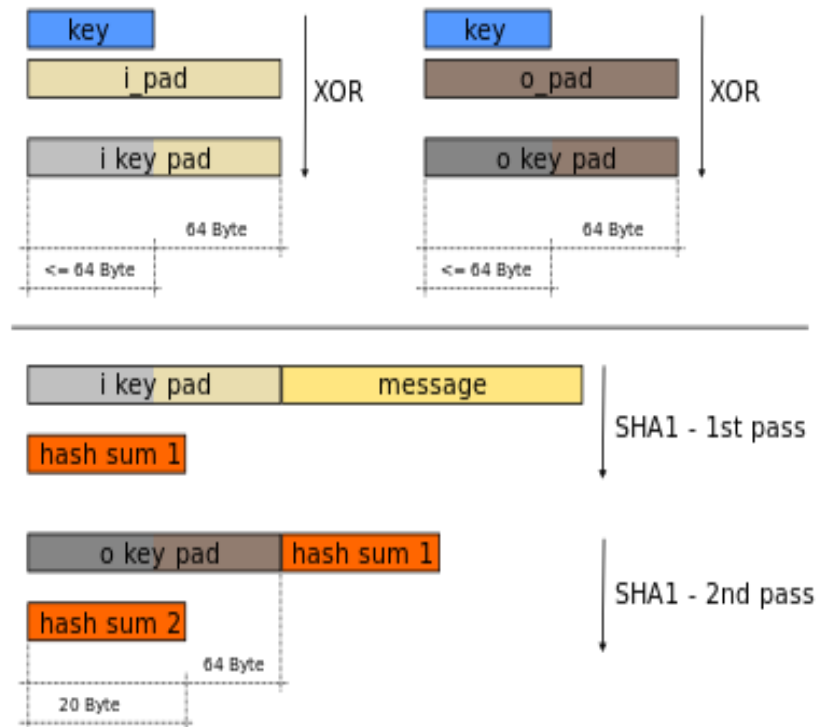 key
key
i_pad
o_pad
XOR
XOR
i key pad
o key pad
64 Byte
64 Byte
<= 64 Byte
<= 64 Byte
i key pad
message
SHA1 - 1st pass
hash sum 1
o key pad
hash sum 1
SHA1 - 2nd pass
hash sum 2
64 Byte
20 Byte